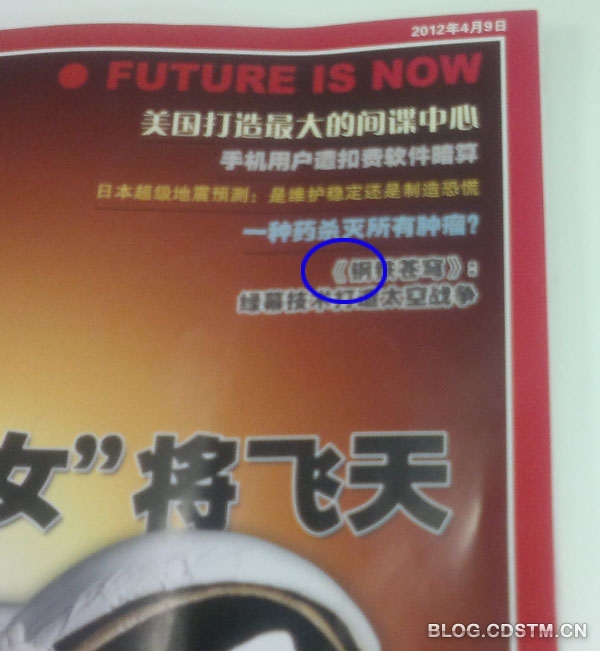 2012年4月9日
● FUTURE IS NOW
美国打造最大的间谍中心
手机用户遭扣费软件暗算
日本超级地震预测：是维护稳定还是制造恐慌
一种药杀灭所有肿瘤？
《铜铁苍穹》：
绿幕技术打造太空战争
女”将飞天
BLOG.CDSTM.CN